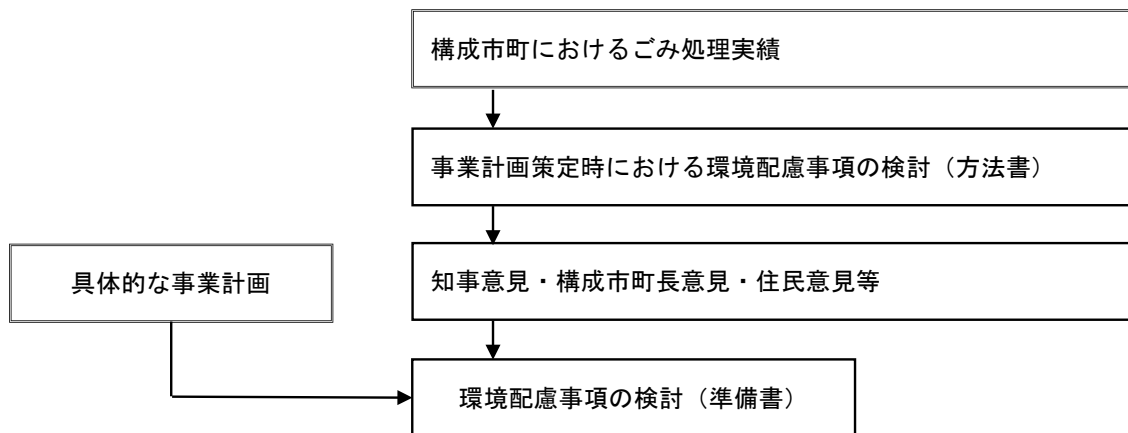 構成市町におけるごみ処理実績
事業計画策定時における環境配慮事項の検討（方法書）
知事意見・構成市町長意見・住民意見等
具体的な事業計画
環境配慮事項の検討（準備書）